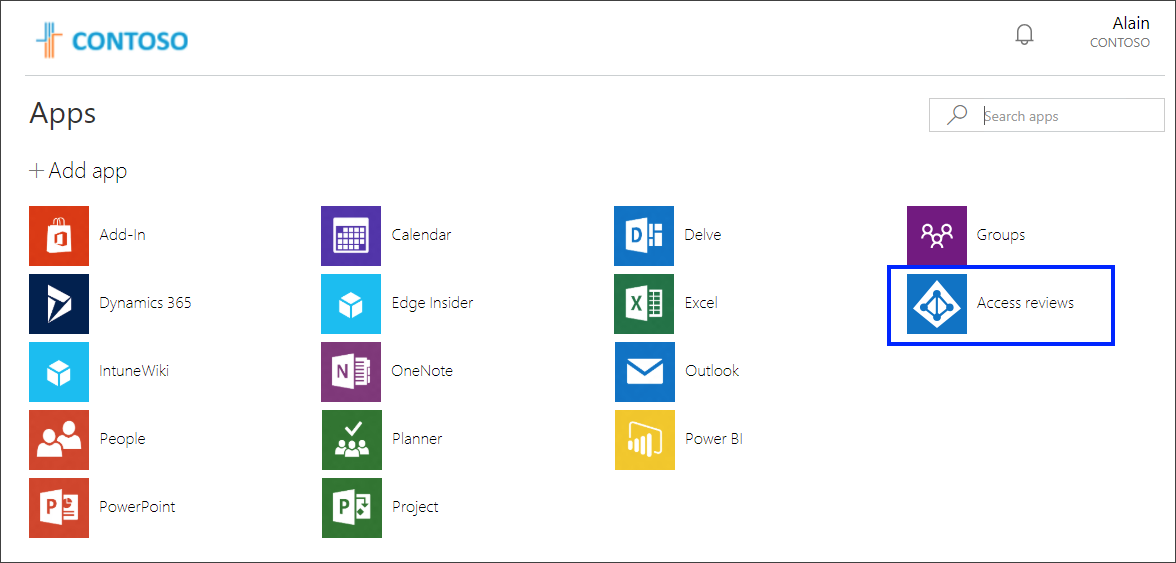 CONTOSO
Alain
CONTOSO
Apps
Search apps
+ Add app
Add-In
Calendar
Delve
Groups
Dynamics 365
Edge Insider
Excel
Access reviews
IntuneWiki
OneNote
Outlook
People
Planner
Power BI
PowerPoint
Project